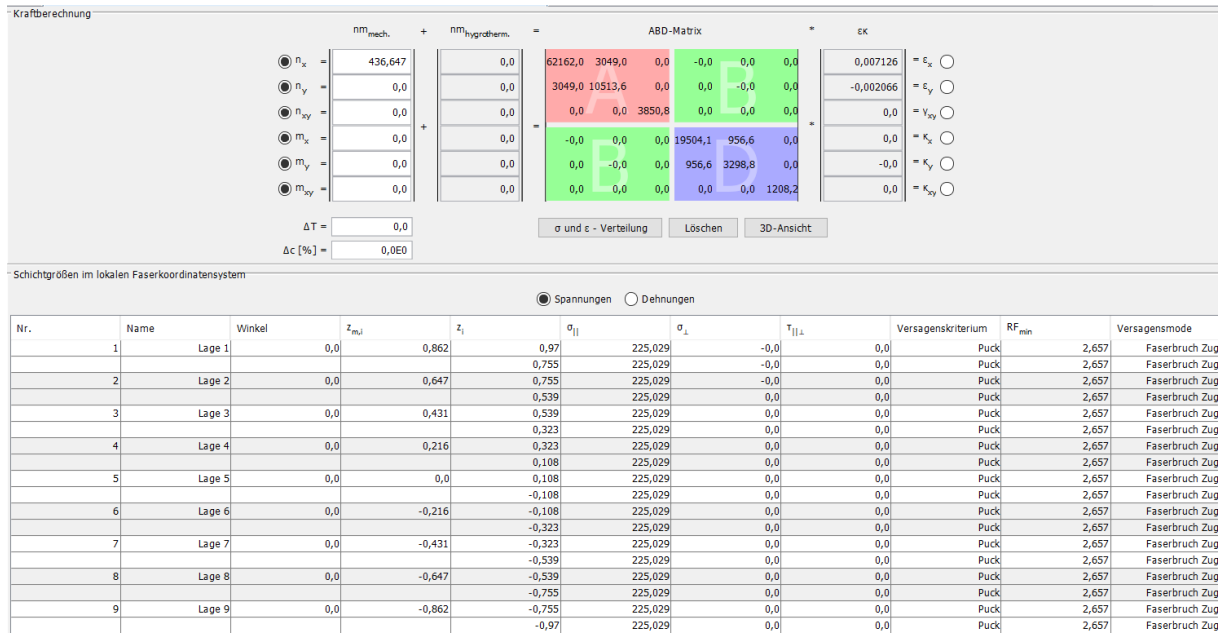 Kraftberechnung
nm mech. + nm hygrotherm. = ABD-Matrix * εκ
n x = 436,647 0,0 62162,0 3049,0 0,0 -0,0 0,0 0,0 0,007126 = ε x
n y = 0,0 0,0 3049,0 10513,6 0,0 0,0 -0,0 0,0 -0,002066 = ε y
n xy = 0,0 0,0 0,0 0,0 3850,8 0,0 0,0 0,0 0,0 = γ xy
A B
+ = *
m x = 0,0 0,0 -0,0 0,0 0,0 19504,1 956,6 0,0 0,0 = κ x
m y = 0,0 0,0 0,0 -0,0 0,0 956,6 3298,8 0,0 -0,0 = κ y
m xy = 0,0 0,0 0,0 0,0 0,0 0,0 0,0 1208,2 0,0 = κ xy
B D
ΔT = 0,0 σ und ε - Verteilung Löschen 3D-Ansicht
Δc [%] = 0,0E0
Schichtgrößen im lokalen Faserkoordinatensystem
Spannungen Dehnungen
Nr. Name Winkel z m,i z i σ || σ ⊥ τ ||⊥ Versagenskriterium RF min Versagensmode
1 Lage 1 0,0 0,862 0,97 225,029 -0,0 0,0 Puck 2,657 Faserbruch Zug
0,755 225,029 -0,0 0,0 Puck 2,657 Faserbruch Zug
2 Lage 2 0,0 0,647 0,755 225,029 -0,0 0,0 Puck 2,657 Faserbruch Zug
0,539 225,029 0,0 0,0 Puck 2,657 Faserbruch Zug
3 Lage 3 0,0 0,431 0,539 225,029 0,0 0,0 Puck 2,657 Faserbruch Zug
0,323 225,029 0,0 0,0 Puck 2,657 Faserbruch Zug
4 Lage 4 0,0 0,216 0,323 225,029 0,0 0,0 Puck 2,657 Faserbruch Zug
0,108 225,029 0,0 0,0 Puck 2,657 Faserbruch Zug
5 Lage 5 0,0 0,0 0,108 225,029 0,0 0,0 Puck 2,657 Faserbruch Zug
-0,108 225,029 0,0 0,0 Puck 2,657 Faserbruch Zug
6 Lage 6 0,0 -0,216 -0,108 225,029 0,0 0,0 Puck 2,657 Faserbruch Zug
-0,323 225,029 0,0 0,0 Puck 2,657 Faserbruch Zug
7 Lage 7 0,0 -0,431 -0,323 225,029 0,0 0,0 Puck 2,657 Faserbruch Zug
-0,539 225,029 0,0 0,0 Puck 2,657 Faserbruch Zug
8 Lage 8 0,0 -0,647 -0,539 225,029 0,0 0,0 Puck 2,657 Faserbruch Zug
-0,755 225,029 0,0 0,0 Puck 2,657 Faserbruch Zug
9 Lage 9 0,0 -0,862 -0,755 225,029 0,0 0,0 Puck 2,657 Faserbruch Zug
-0,97 225,029 0,0 0,0 Puck 2,657 Faserbruch Zug